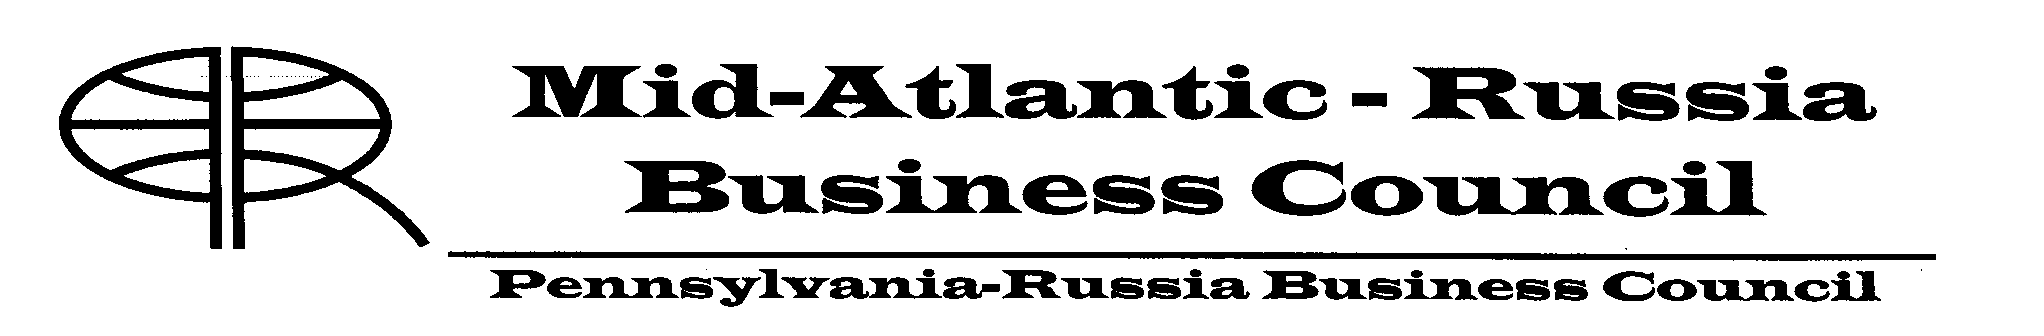 Mid-Atlantic - Russia
Business Council
Pennsylvania-Russia Business Council